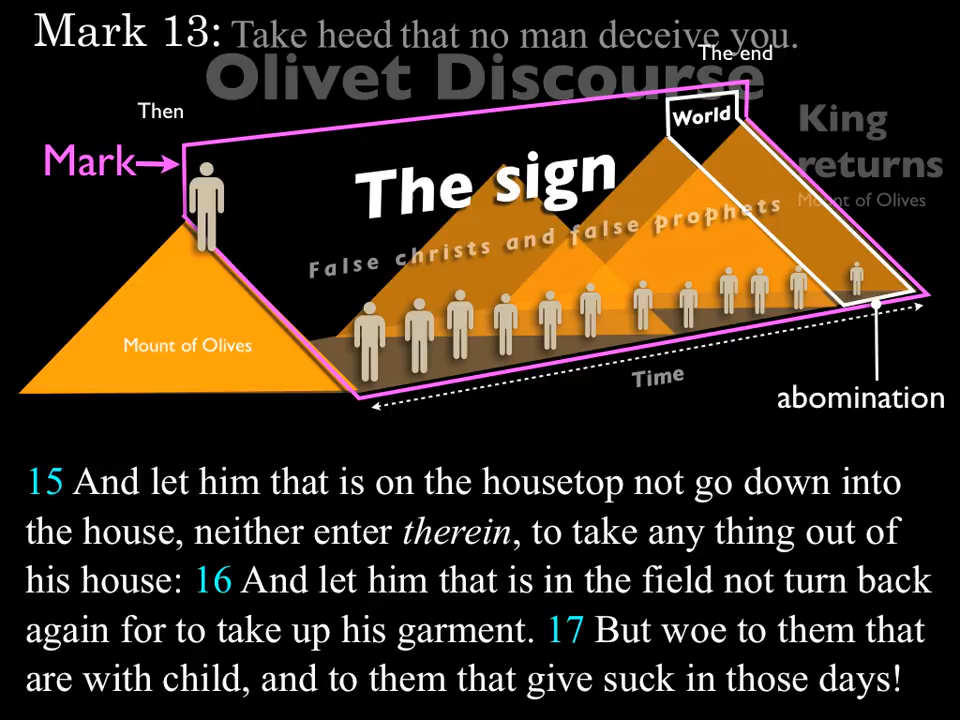 Mark 13: Take heed that no man deceive you.
Olivet Discourse
The end
Then
World
King
returns
Mount of Olives
Mark
The sign
False christs and false prophets
Mount of Olives
Time
abomination
15 And let him that is on the housetop not go down into
the house, neither enter therein, to take any thing out of
his house: 16 And let him that is in the field not turn back
again for to take up his garment. 17 But woe to them that
are with child, and to them that give suck in those days!